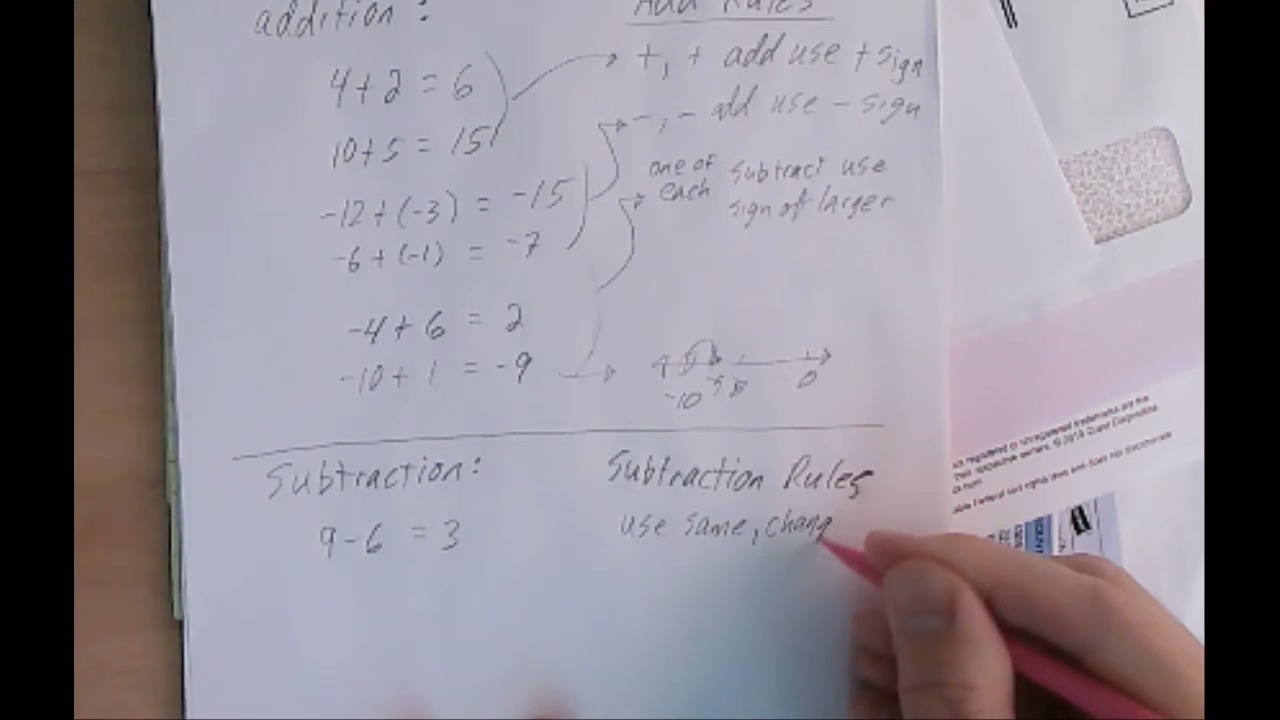 addition:
4+2 = 6
10+5 = 15
-12+(-3) = -15
-6+(-1) = -7
-4+6 = 2
-10+1 = -9
Add Rules
+, + add use + sign
-, - add use - sign
one of each subtract use
sign of larger
-10 0
Subtraction:
9-6 = 3
Subtraction Rules
use same, chang